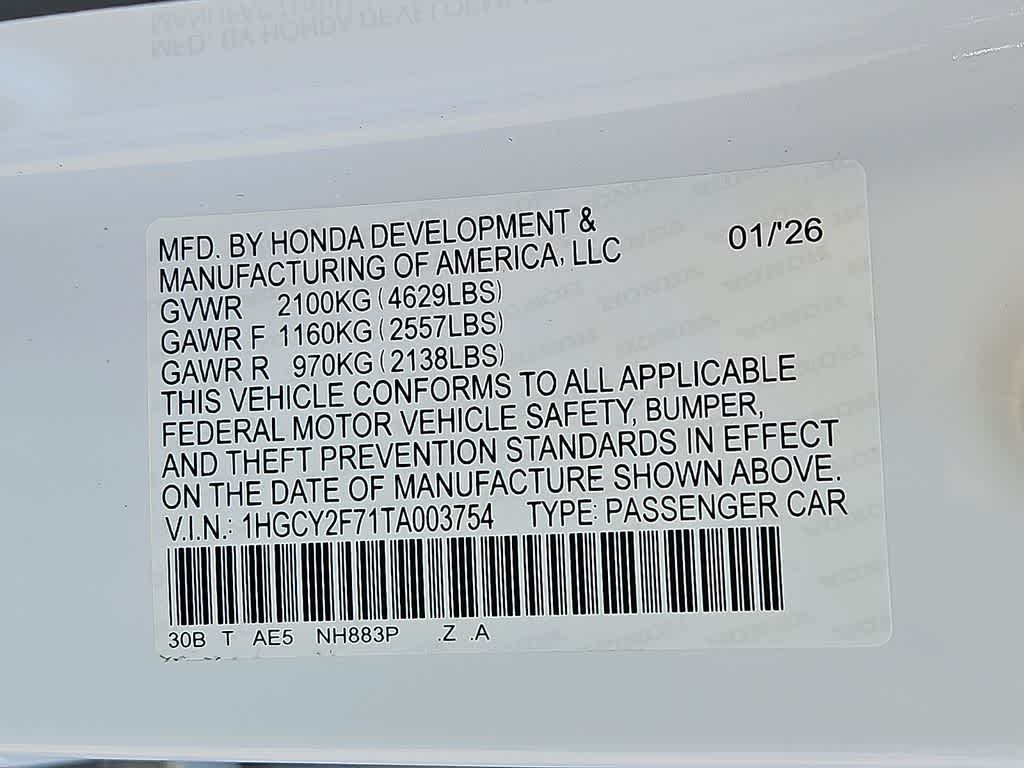 MFD. BY HONDA DEVELOPMENT &
MANUFACTURING OF AMERICA, LLC
01/'26
GVWR 2100KG (4629LBS)
GAWR F 1160KG (2557LBS)
GAWR R 970KG (2138LBS)
THIS VEHICLE CONFORMS TO ALL APPLICABLE
FEDERAL MOTOR VEHICLE SAFETY, BUMPER,
AND THEFT PREVENTION STANDARDS IN EFFECT
ON THE DATE OF MANUFACTURE SHOWN ABOVE.
V.I.N.: 1HGCY2F71TA003754 TYPE: PASSENGER CAR
30B T AE5 NH883P .Z .A